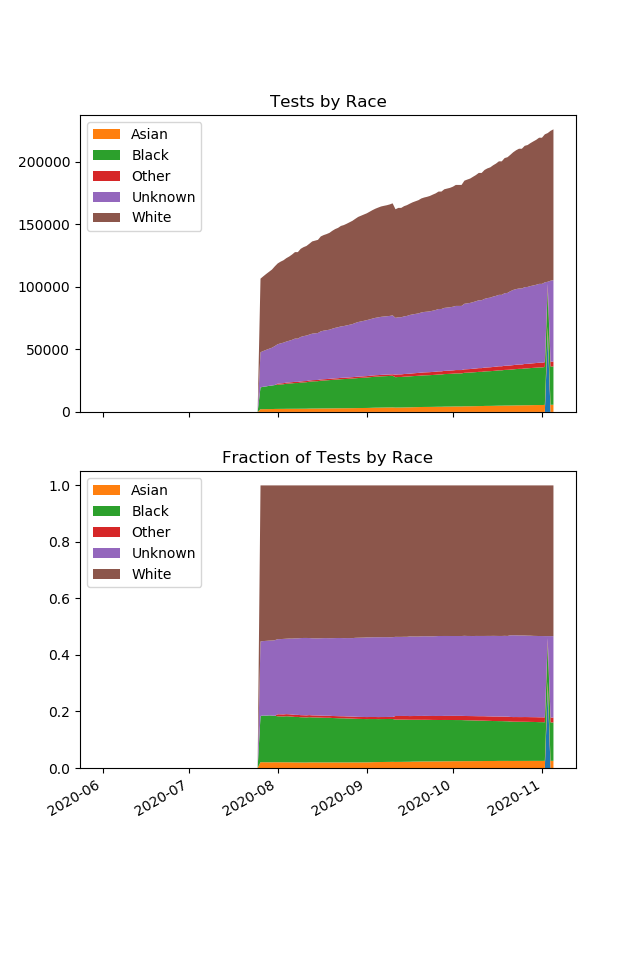 Tests by Race
Asian
Black
Other
Unknown
White
200000
150000
100000
50000
0
Fraction of Tests by Race
Asian
Black
Other
Unknown
White
1.0
0.8
0.6
0.4
0.2
0.0
2020-06
2020-07
2020-08
2020-09
2020-10
2020-11